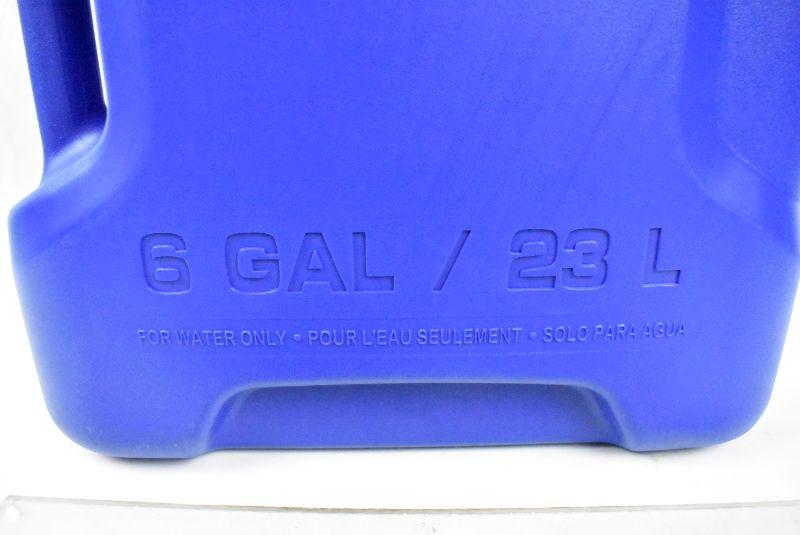 6 GAL / 23 L
FOR WATER ONLY • POUR L'EAU SEULEMENT • SOLO PARA AGUA